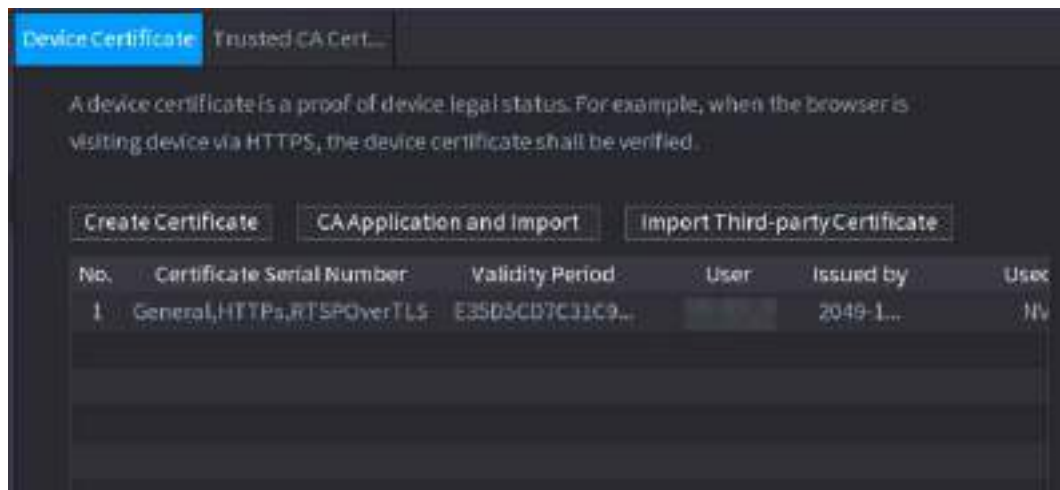 Device Certificate Trusted CA Cert...
A device certificate is a proof of device legal status. For example, when the browser is
visiting device via HTTPS, the device certificate shall be verified.
Create Certificate CA Application and Import Import Third-party Certificate
No. Certificate Serial Number Validity Period User Issued by Used
1 General,HTTPs,RTSPOverTLS E35D5CD7C31C9... 2049-1... NV